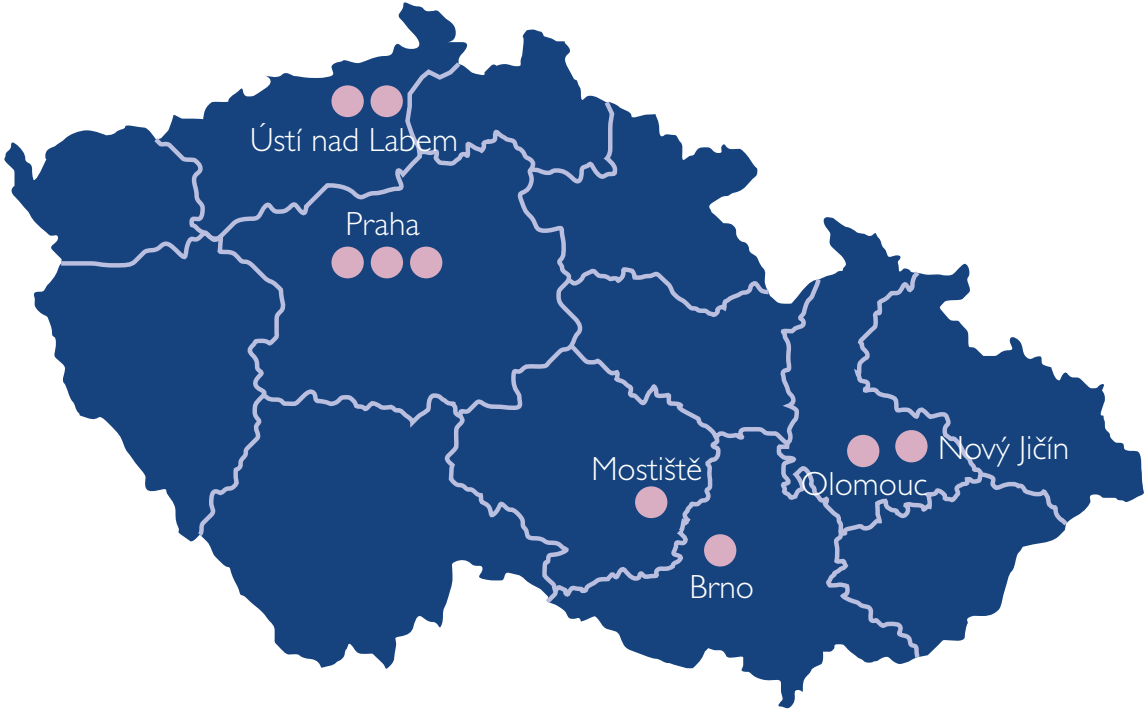 Ústí nad Labem
Praha
Mostiště
Nový Jičín
Olomouc
Brno